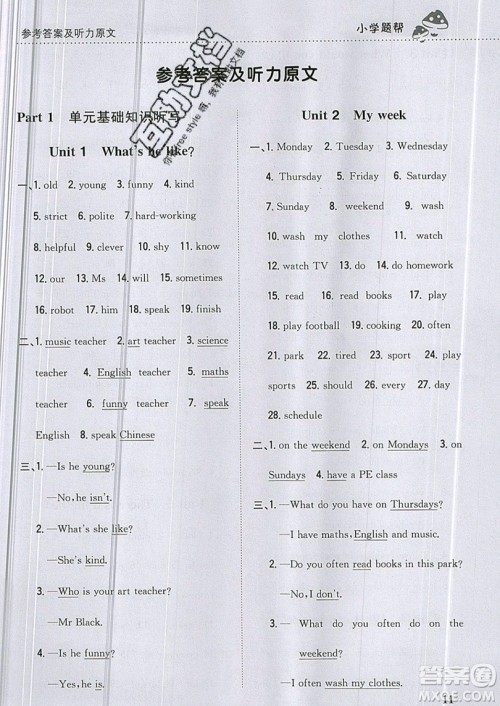 参考答案及听力原文
小学题帮
参考答案及听力原文
Part 1 单元基础知识听写
Unit 1 What's he like?
一、1. old 2. young 3. funny 4. kind
5. strict 6. polite 7. hard-working
8. helpful 9. clever 10. shy 11. know
12. our 13. Ms 14. will 15. sometimes
16. robot 17. him 18. speak 19. finish
二、1. music teacher 2. art teacher 3. science
teacher 4. English teacher 5. maths
teacher 6. funny teacher 7. speak
English 8. speak Chinese
三、1. —Is he young?
—No, he isn't.
2. —What's she like?
—She's kind.
3. —Who is your art teacher?
—Mr Black.
4. —Is he funny?
—Yes, he is.
Unit 2 My week
一、1. Monday 2. Tuesday 3. Wednesday
4. Thursday 5. Friday 6. Saturday
7. Sunday 8. weekend 9. wash
10. wash my clothes 11. watch
12. watch TV 13. do 14. do homework
15. read 16. read books 17. play
18. play football 19. cooking 20. often
21. park 22. tired 23. sport 24. play
sports 25. should 26. every 27. day
28. schedule
二、1. on the weekend 2. on Mondays 3. on
Sundays 4. have a PE class
三、1. —What do you have on Thursdays?
—I have maths, English and music.
2. —Do you often read books in this park?
—No, I don't.
3. —What do you often do on the
weekend?
—I often wash my clothes.
11
互助文档
答案圈